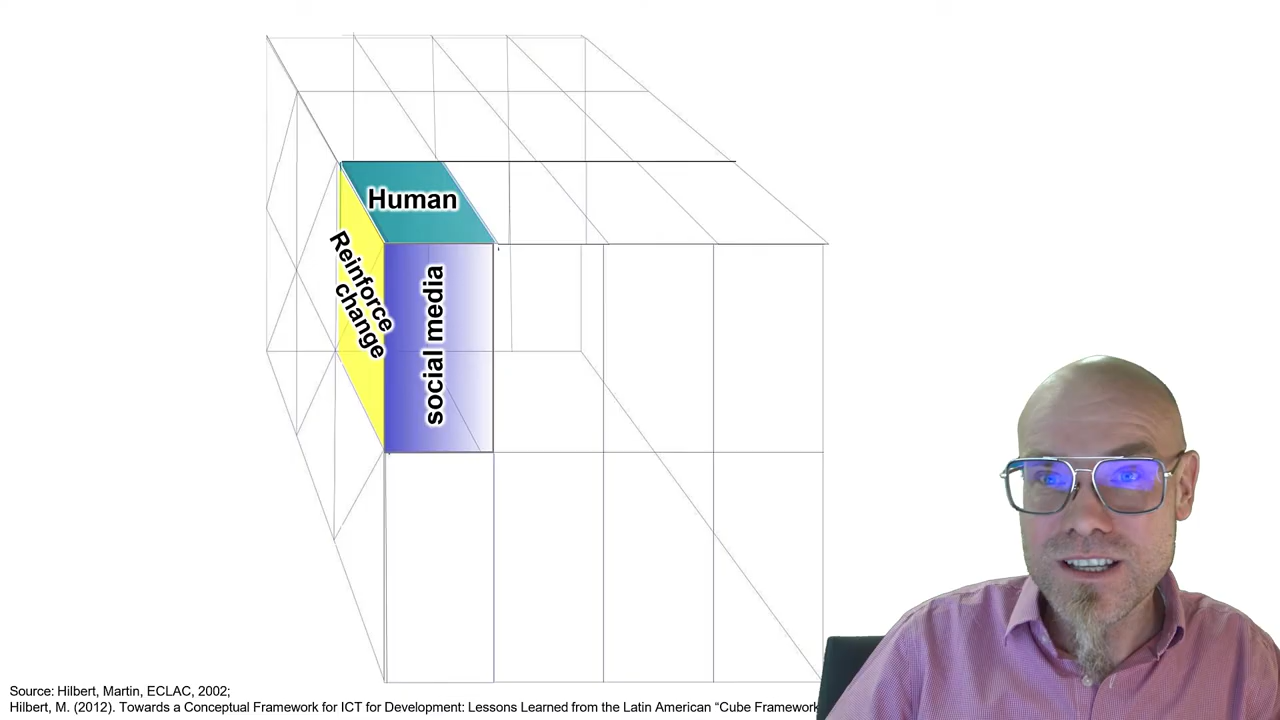 Human
Reinforce
change
social media
Source: Hilbert, Martin, ECLAC, 2002;
Hilbert, M. (2012). Towards a Conceptual Framework for ICT for Development: Lessons Learned from the Latin American “Cube Framework